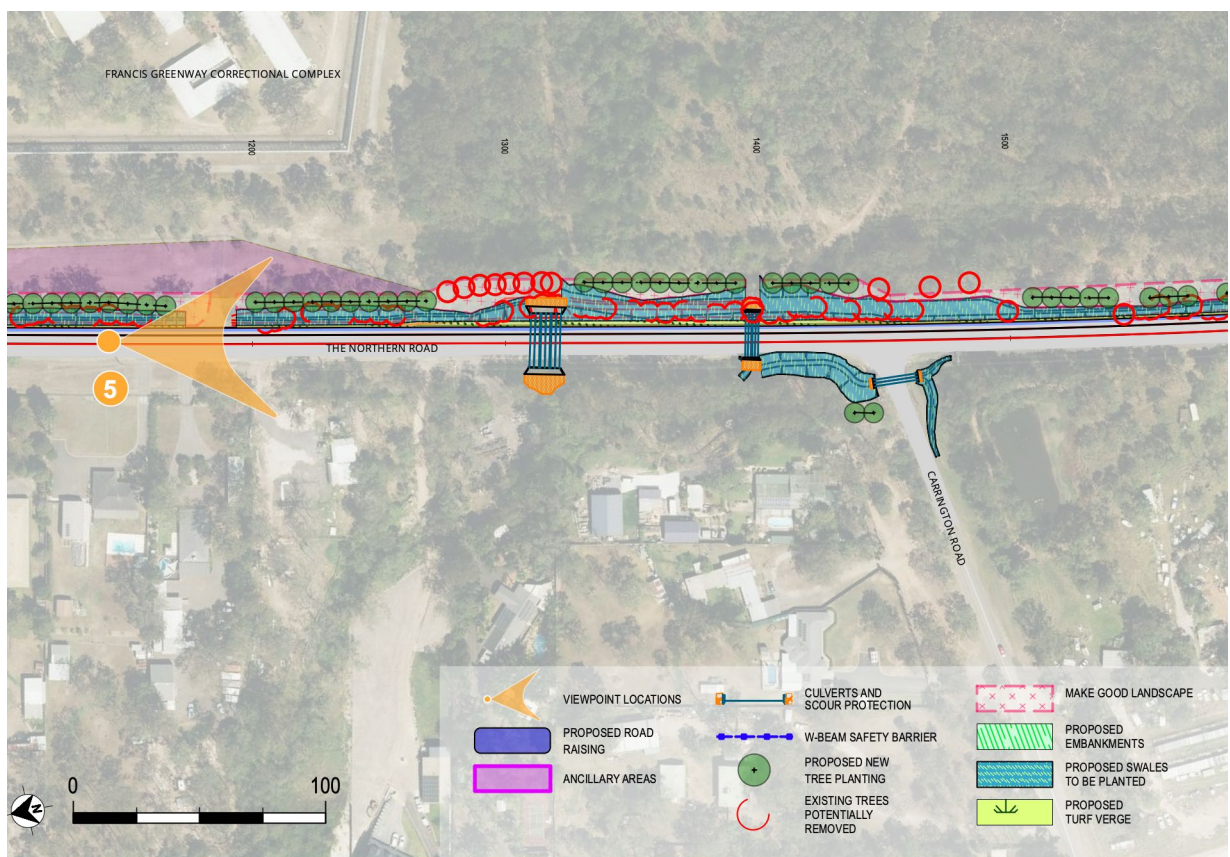 FRANCIS GREENWAY CORRECTIONAL COMPLEX
1200
1300
1400
1500
THE NORTHERN ROAD
5
CARRINGTON ROAD
VIEWPOINT LOCATIONS
PROPOSED ROAD
RAISING
ANCILLARY AREAS
CULVERTS AND
SCOUR PROTECTION
W-BEAM SAFETY BARRIER
PROPOSED NEW
TREE PLANTING
EXISTING TREES
POTENTIALLY
REMOVED
MAKE GOOD LANDSCAPE
PROPOSED
EMBANKMENTS
PROPOSED SWALES
TO BE PLANTED
PROPOSED
TURF VERGE
0
100
N